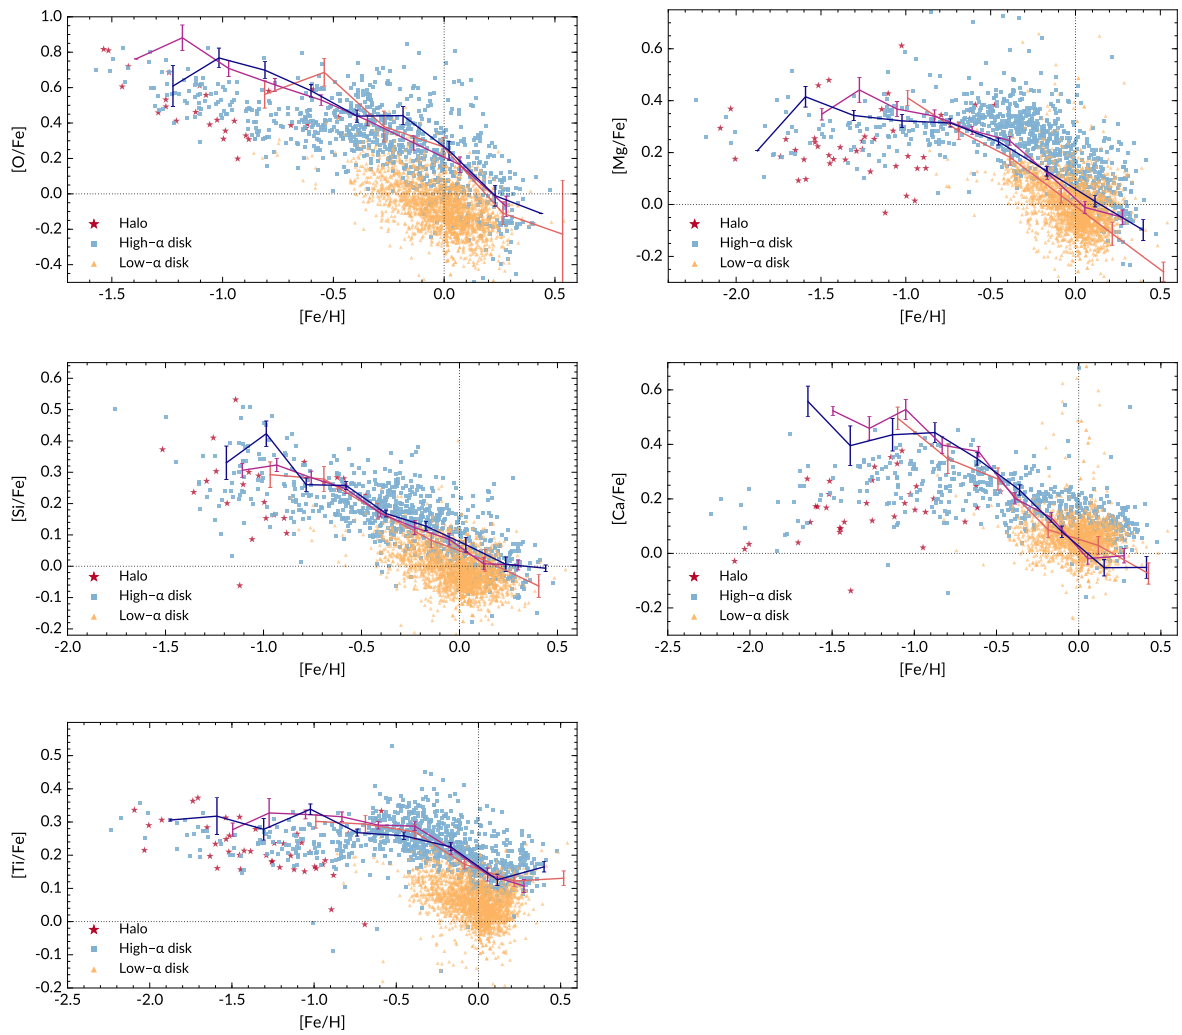 1.0
0.8
0.6
0.4
0.2
0.0
-0.2
-0.4
[O/Fe]
Halo
High-α disk
Low-α disk
-1.5 -1.0 -0.5 0.0 0.5
[Fe/H]
0.6
0.4
0.2
0.0
-0.2
[Mg/Fe]
Halo
High-α disk
Low-α disk
-2.0 -1.5 -1.0 -0.5 0.0 0.5
[Fe/H]
0.6
0.5
0.4
0.3
0.2
0.1
0.0
-0.1
-0.2
[Si/Fe]
Halo
High-α disk
Low-α disk
-2.0 -1.5 -1.0 -0.5 0.0 0.5
[Fe/H]
0.6
0.4
0.2
0.0
-0.2
[Ca/Fe]
Halo
High-α disk
Low-α disk
-2.5 -2.0 -1.5 -1.0 -0.5 0.0 0.5
[Fe/H]
0.5
0.4
0.3
0.2
0.1
0.0
-0.1
-0.2
[Ti/Fe]
Halo
High-α disk
Low-α disk
-2.5 -2.0 -1.5 -1.0 -0.5 0.0 0.5
[Fe/H]